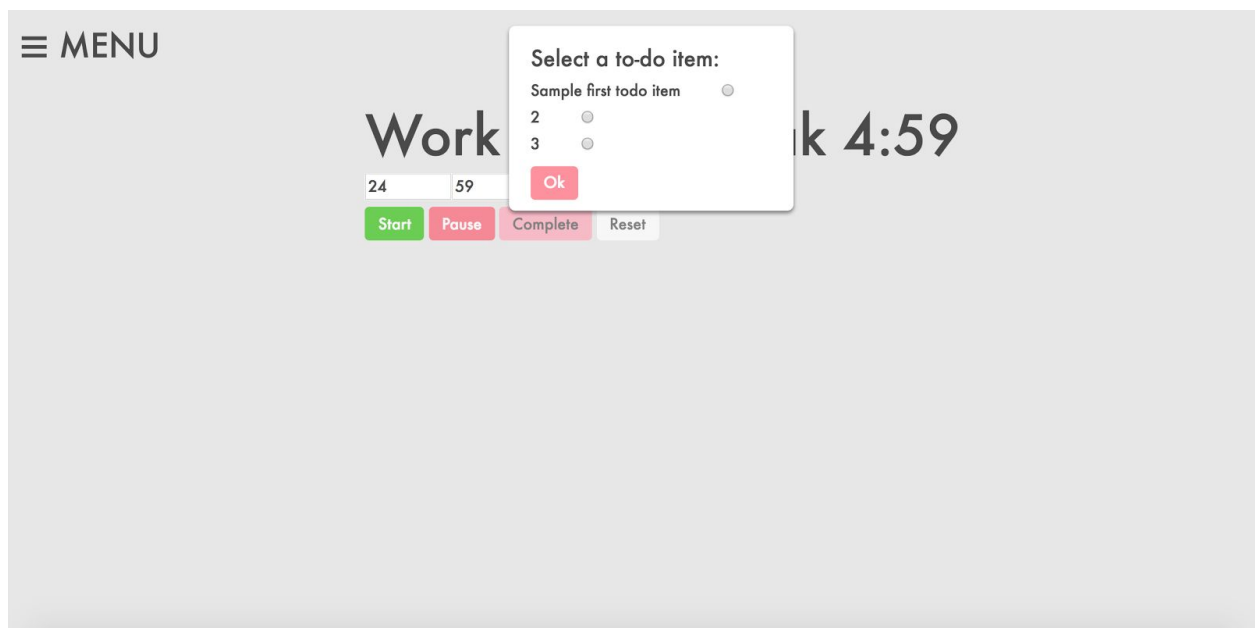 MENU
Select a to-do item:
Sample first todo item
2
3
Ok
Work
k 4:59
24 59
Start Pause Complete Reset